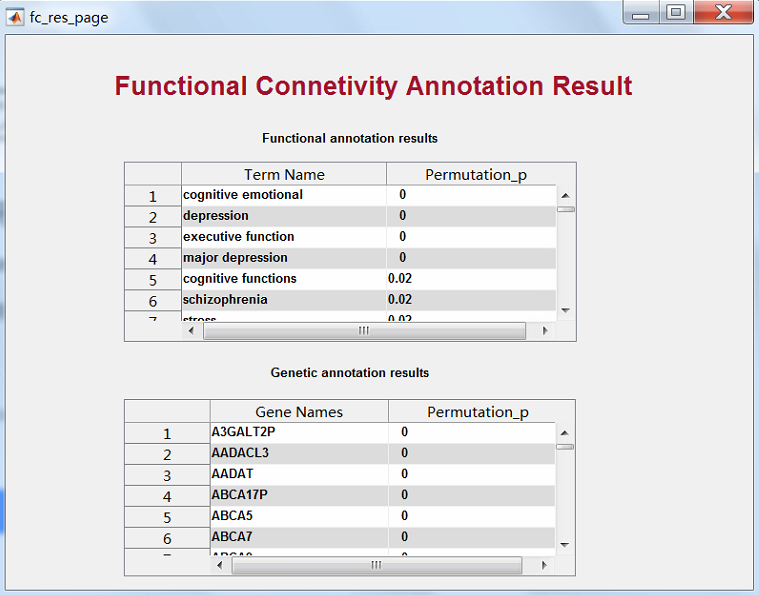 fc_res_page
Functional Connetivity Annotation Result
Functional annotation results
Term Name Permutation_p
1 cognitive emotional 0
2 depression 0
3 executive function 0
4 major depression 0
5 cognitive functions 0.02
6 schizophrenia 0.02
7 stress 0.02
Genetic annotation results
Gene Names Permutation_p
1 A3GALT2P 0
2 AADACL3 0
3 AADAT 0
4 ABCA17P 0
5 ABCA5 0
6 ABCA7 0